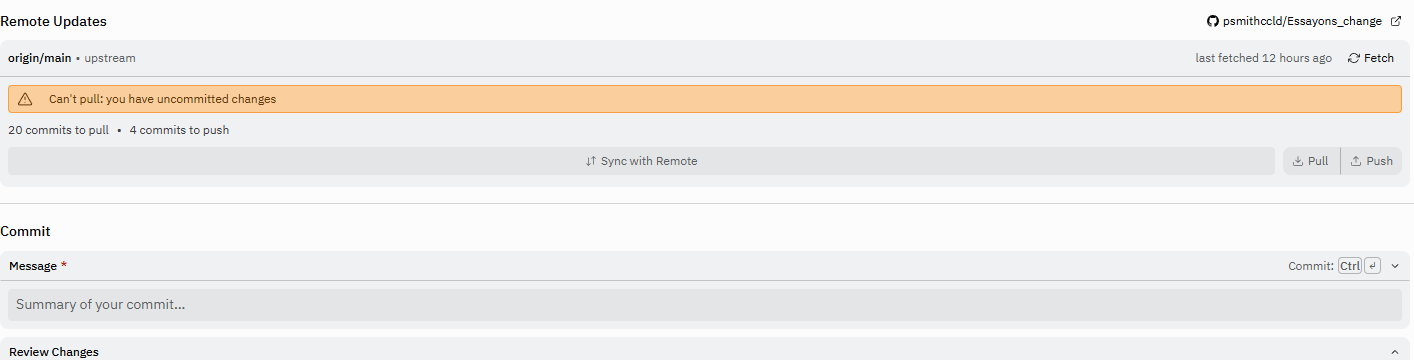 Remote Updates
psmithccld/Essayons_change
origin/main • upstream
last fetched 12 hours ago
Fetch
Can't pull: you have uncommitted changes
20 commits to pull • 4 commits to push
Sync with Remote
Pull
Push
Commit
Message *
Commit: Ctrl ↵
Summary of your commit...
Review Changes